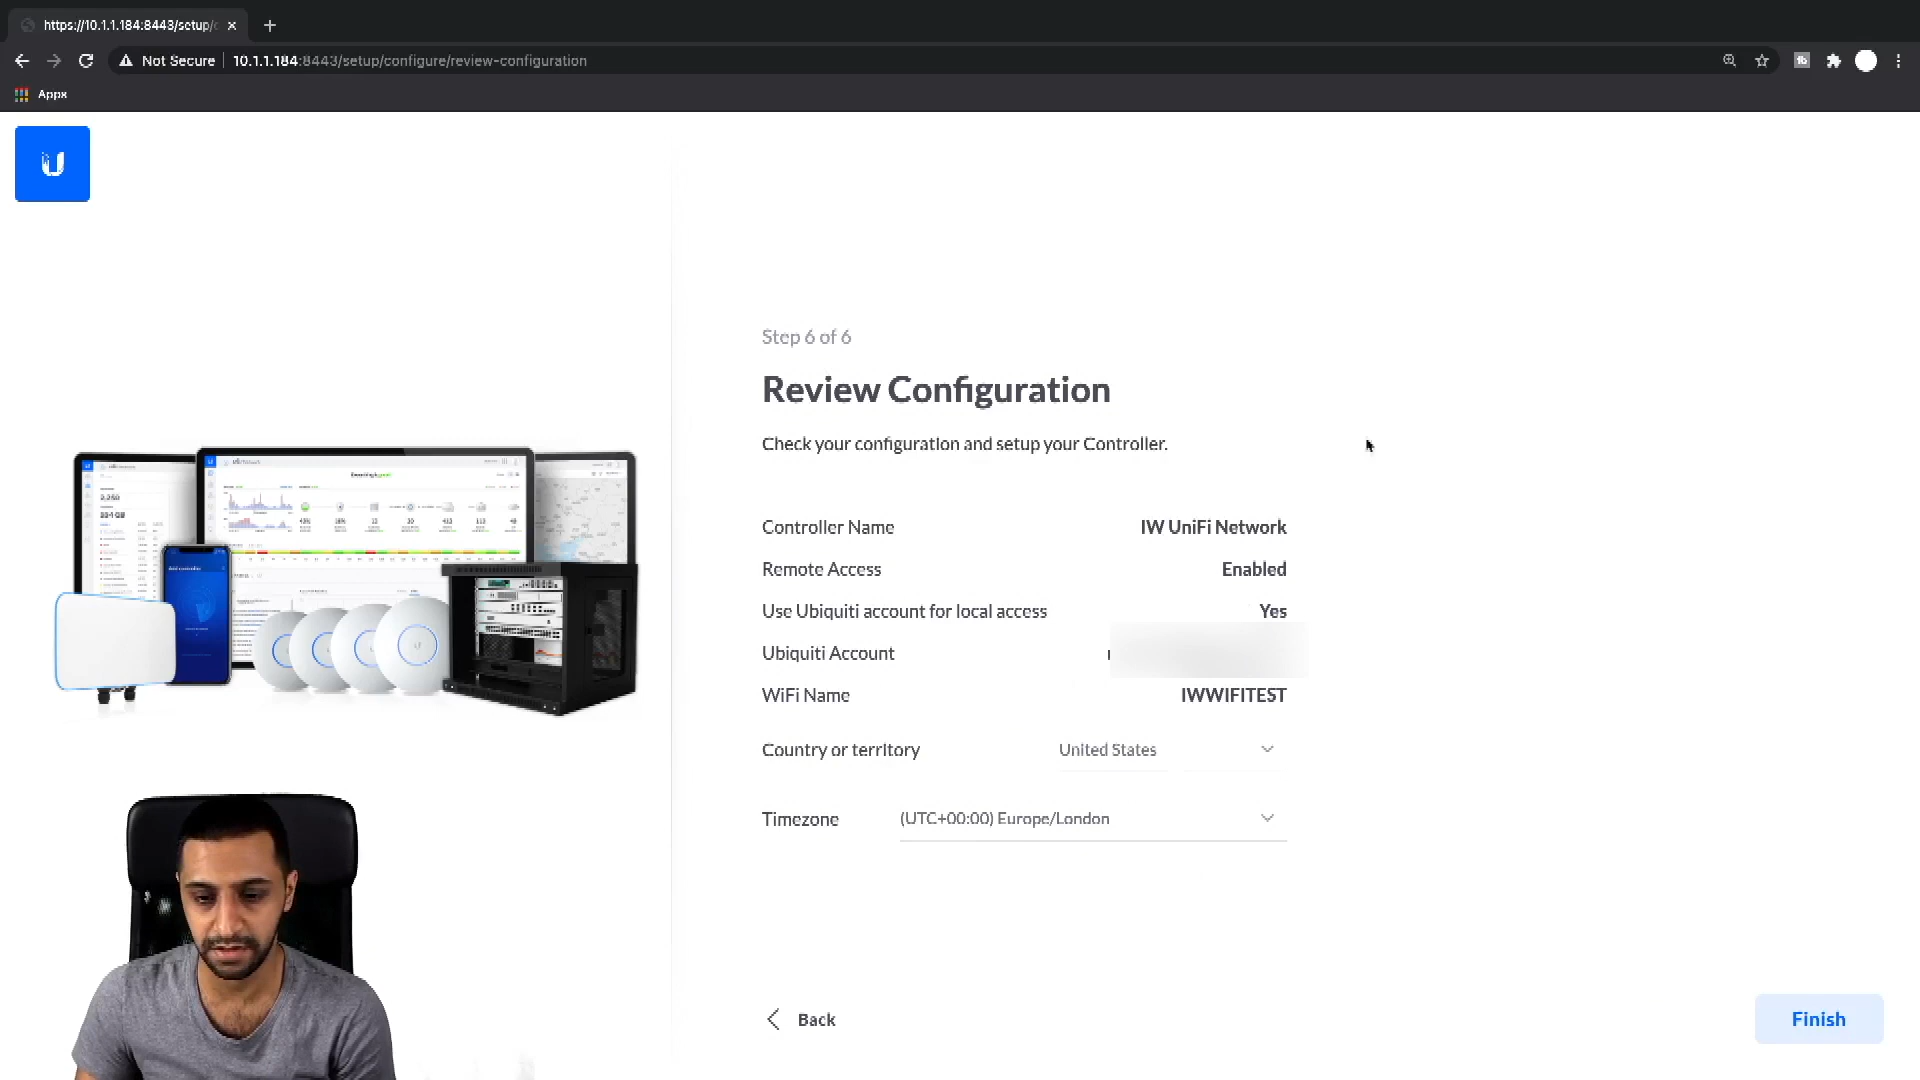 https://10.1.1.184:8443/setup/c
Not Secure
10.1.1.184:8443/setup/configure/review-configuration
Apps
Step 6 of 6
Review Configuration
Check your configuration and setup your Controller.
Controller Name IW UniFi Network
Remote Access Enabled
Use Ubiquiti account for local access Yes
Ubiquiti Account
WiFi Name IWWIFITEST
Country or territory United States
Timezone (UTC+00:00) Europe/London
Back
Finish